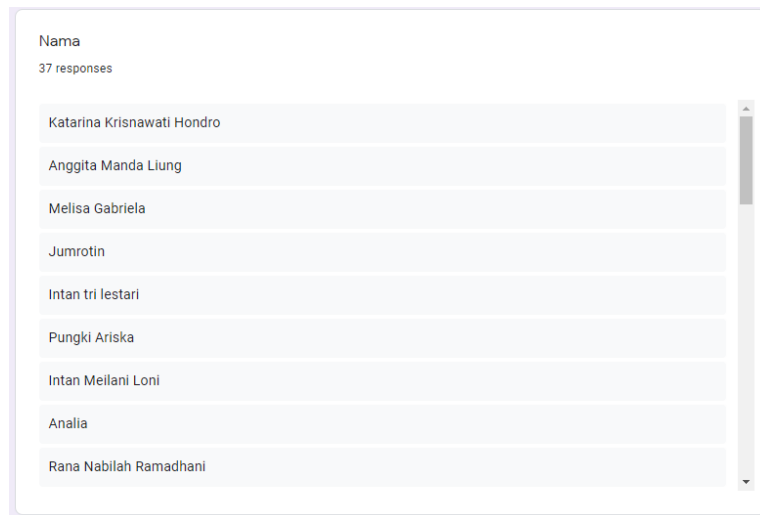 Nama
37 responses
Katarina Krisnawati Hondro
Anggita Manda Liung
Melisa Gabriela
Jumrotin
Intan tri lestari
Pungki Ariska
Intan Meilani Loni
Analia
Rana Nabilah Ramadhani